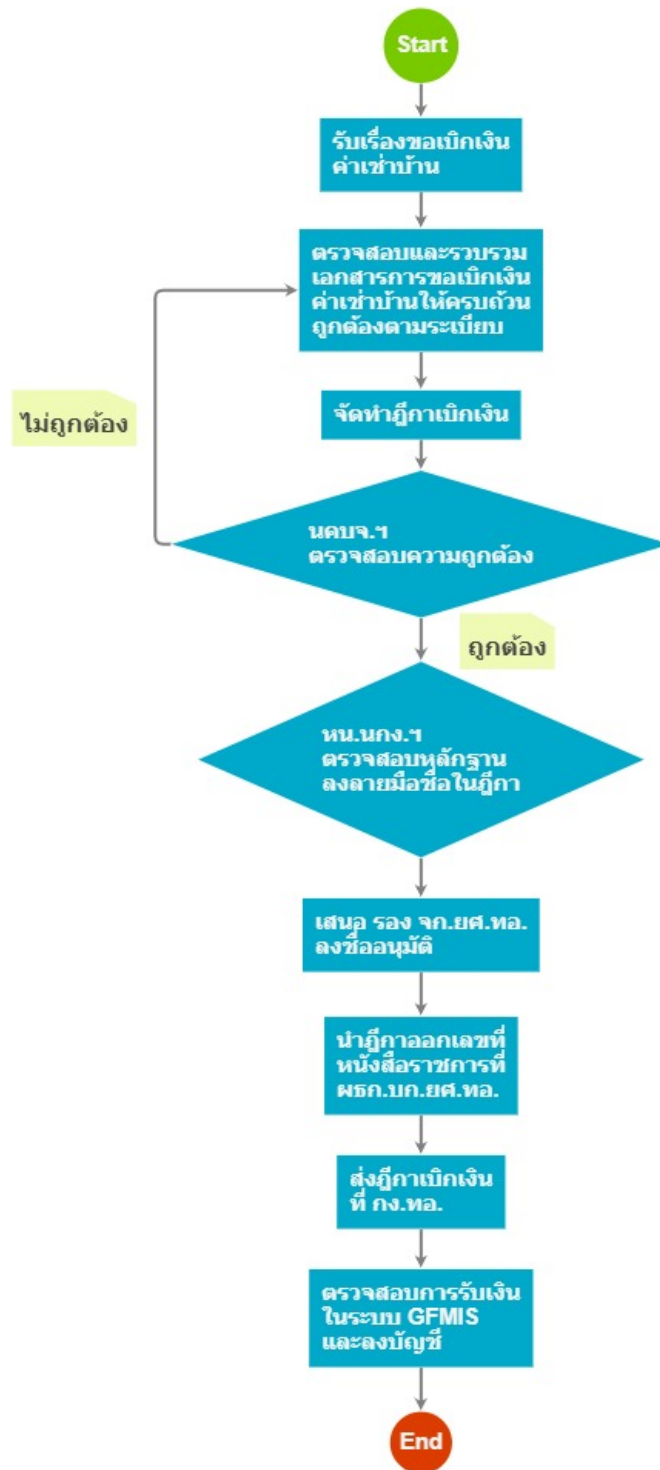 Start
รับเรื่องขอเบิกเงิน
ค่าเช่าบ้าน
ตรวจสอบและรวบรวม
เอกสารการขอเบิกเงิน
ค่าเช่าบ้านให้ครบถ้วน
ถูกต้องตามระเบียบ
ไม่ถูกต้อง
จัดทำฎีกาเบิกเงิน
นคบจ.ฯ
ตรวจสอบความถูกต้อง
ถูกต้อง
หน.นกง.ฯ
ตรวจสอบหลักฐาน
ลงลายมือชื่อในฎีกา
เสนอ รอง จก.ยศ.ทอ.
ลงชื่ออนุมัติ
นำฎีกาออกเลขที่
หนังสือราชการที่
ผธก.บก.ยศ.ทอ.
ส่งฎีกาเบิกเงิน
ที่ กง.ทอ.
ตรวจสอบการรับเงิน
ในระบบ GFMIS
และลงบัญชี
End